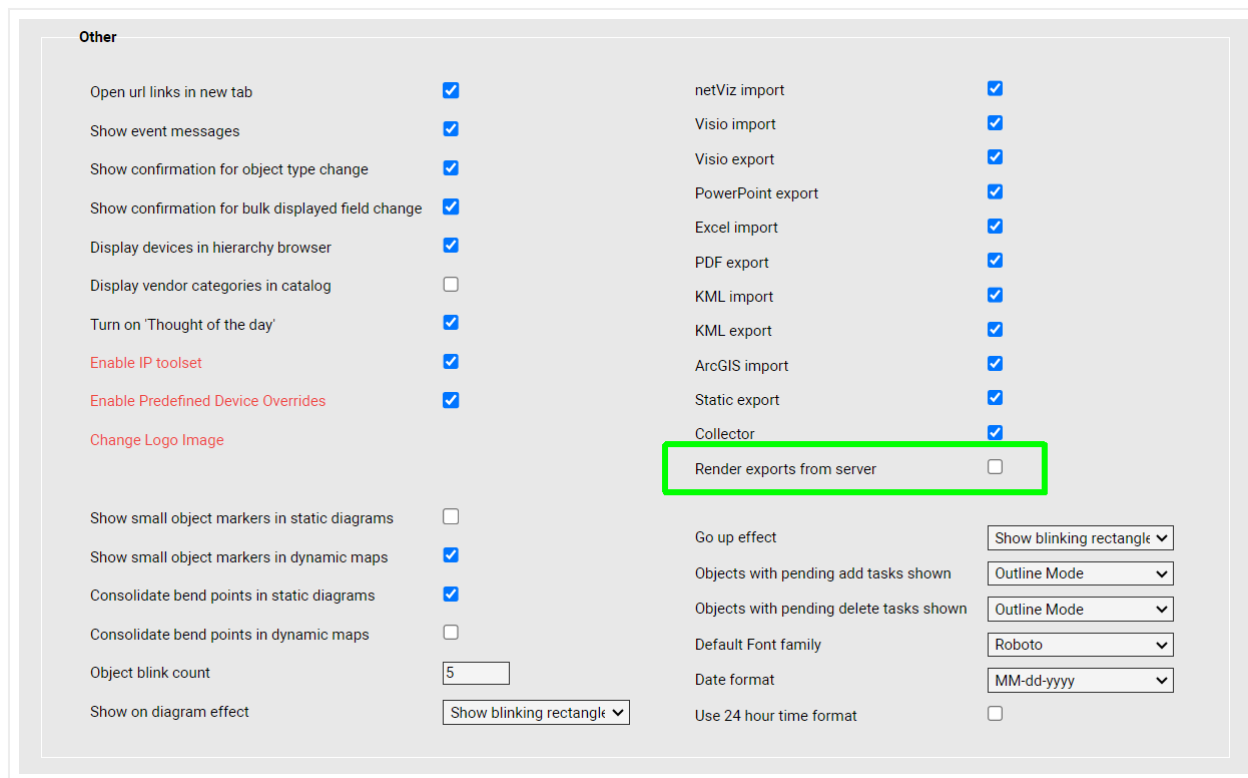 Other
Open url links in new tab
Show event messages
Show confirmation for object type change
Show confirmation for bulk displayed field change
Display devices in hierarchy browser
Display vendor categories in catalog
Turn on 'Thought of the day'
Enable IP toolset
Enable Predefined Device Overrides
Change Logo Image
netViz import
Visio import
Visio export
PowerPoint export
Excel import
PDF export
KML import
KML export
ArcGIS import
Static export
Collector
Render exports from server
Show small object markers in static diagrams
Show small object markers in dynamic maps
Consolidate bend points in static diagrams
Consolidate bend points in dynamic maps
Object blink count 5
Show on diagram effect Show blinking rectangle
Go up effect Show blinking rectangle
Objects with pending add tasks shown Outline Mode
Objects with pending delete tasks shown Outline Mode
Default Font family Roboto
Date format MM-dd-yyyy
Use 24 hour time format